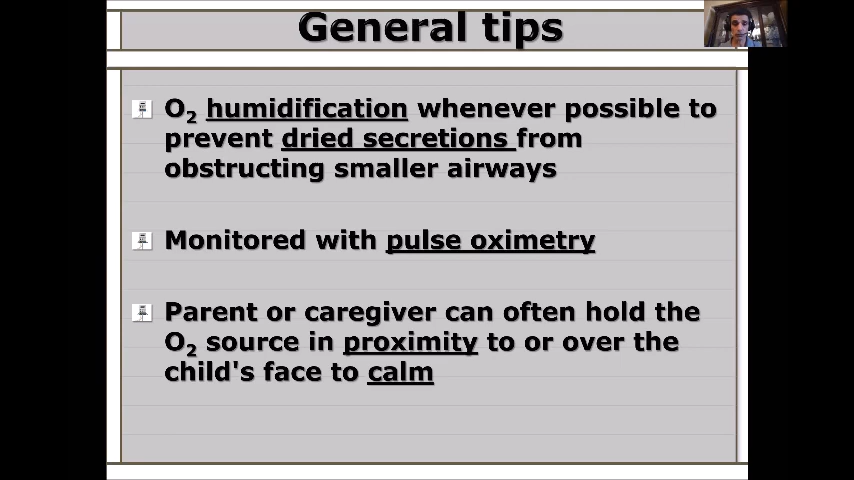 General tips
O2 humidification whenever possible to
prevent dried secretions from
obstructing smaller airways
Monitored with pulse oximetry
Parent or caregiver can often hold the
O2 source in proximity to or over the
child's face to calm